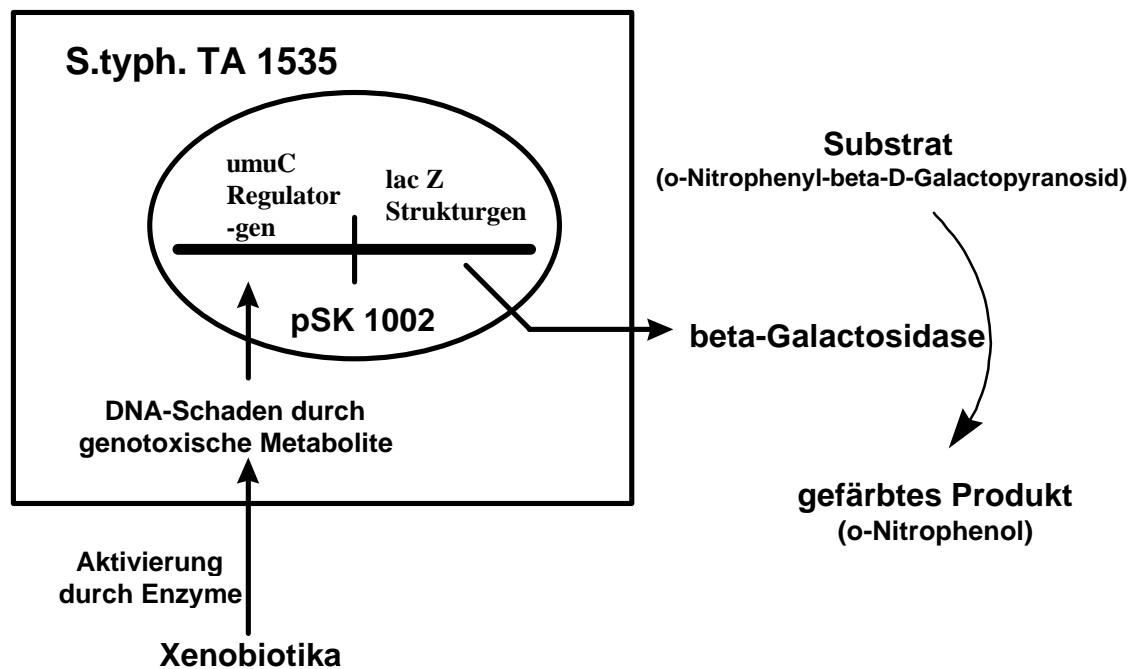 S.typh. TA 1535
umuC
Regulator
-gen
lac Z
Strukturgen
pSK 1002
DNA-Schaden durch
genotoxische Metabolite
Aktivierung
durch Enzyme
Xenobiotika
Substrat
(o-Nitrophenyl-beta-D-Galactopyranosid)
beta-Galactosidase
gefärbtes Produkt
(o-Nitrophenol)